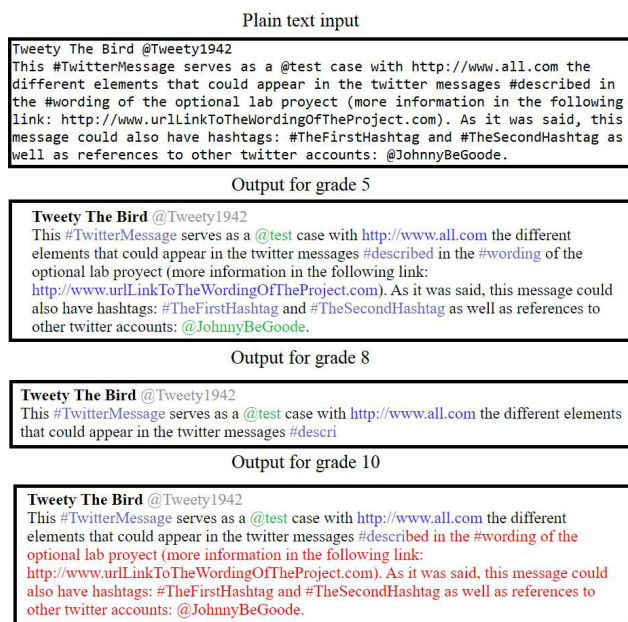 Plain text input
Tweety The Bird @Tweety1942
This #TwitterMessage serves as a @test case with http://www.all.com the
different elements that could appear in the twitter messages #described in
the #wording of the optional lab proyect (more information in the following
link: http://www.urlLinkToTheWordingOfTheProject.com). As it was said, this
message could also have hashtags: #TheFirstHashtag and #TheSecondHashtag as
well as references to other twitter accounts: @JohnnyBeGoode.
Output for grade 5
Tweety The Bird @Tweety1942
This #TwitterMessage serves as a @test case with http://www.all.com the different
elements that could appear in the twitter messages #described in the #wording of the
optional lab proyect (more information in the following link:
http://www.urlLinkToTheWordingOfTheProject.com). As it was said, this message could
also have hashtags: #TheFirstHashtag and #TheSecondHashtag as well as references to
other twitter accounts: @JohnnyBeGoode.
Output for grade 8
Tweety The Bird @Tweety1942
This #TwitterMessage serves as a @test case with http://www.all.com the different elements
that could appear in the twitter messages #descri
Output for grade 10
Tweety The Bird @Tweety1942
This #TwitterMessage serves as a @test case with http://www.all.com the different
elements that could appear in the twitter messages #described in the #wording of the
optional lab proyect (more information in the following link:
http://www.urlLinkToTheWordingOfTheProject.com). As it was said, this message could
also have hashtags: #TheFirstHashtag and #TheSecondHashtag as well as references to
other twitter accounts: @JohnnyBeGoode.